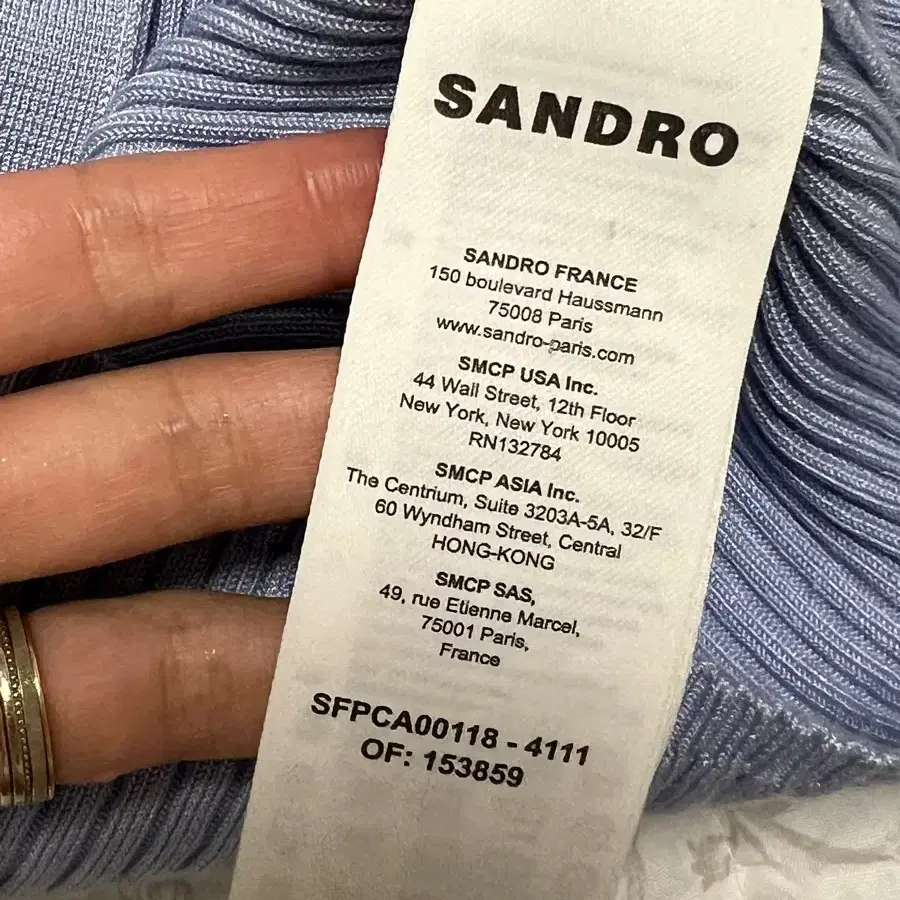 SANDRO
SANDRO FRANCE
150 boulevard Haussmann
75008 Paris
www.sandro-paris.com
SMCP USA Inc.
44 Wall Street, 12th Floor
New York, New York 10005
RN132784
SMCP ASIA Inc.
The Centrium, Suite 3203A-5A, 32/F
60 Wyndham Street, Central
HONG-KONG
SMCP SAS,
49, rue Etienne Marcel,
75001 Paris,
France
SFPCA00118 - 4111
OF: 153859